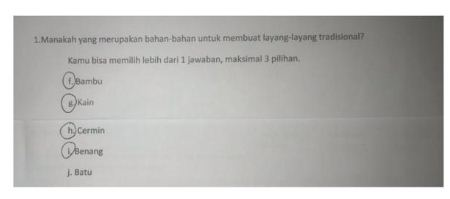 1.Manakah yang merupakan bahan-bahan untuk membuat layang-layang tradisional?
Kamu bisa memilih lebih dari 1 jawaban, maksimal 3 pilihan.
f. Bambu
g. Kain
h. Cermin
i. Benang
j. Batu